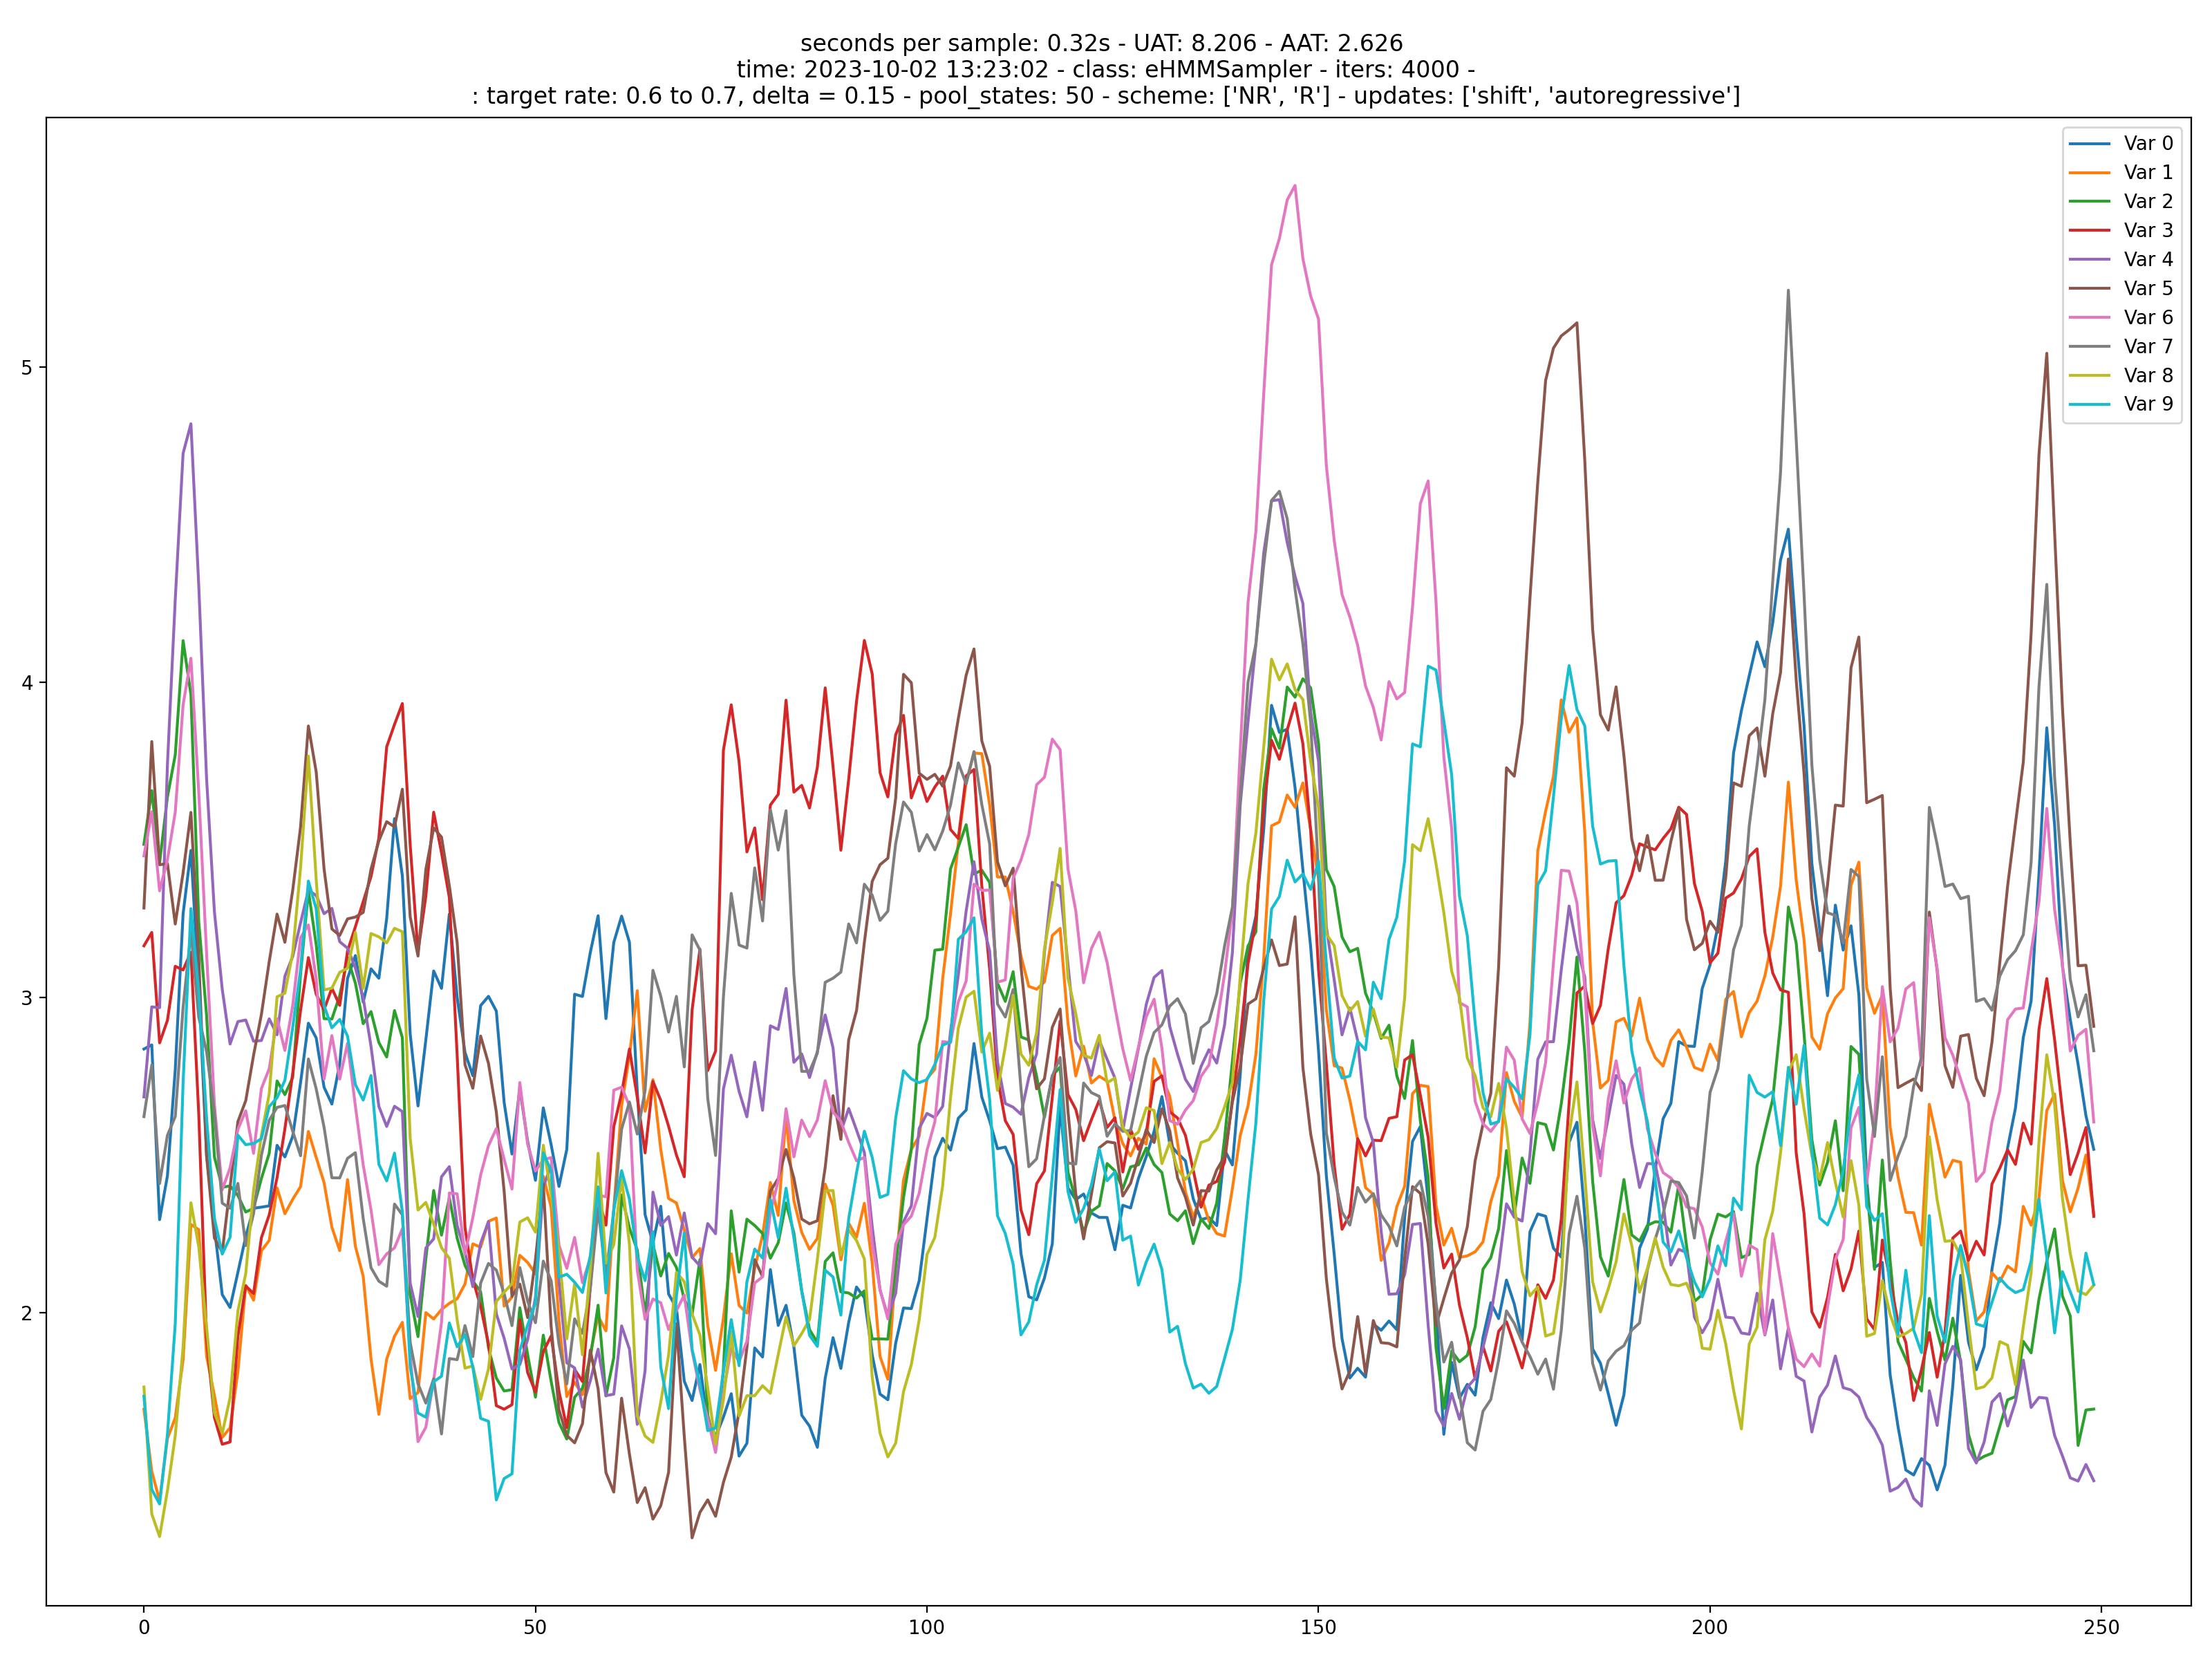 seconds per sample: 0.32s - UAT: 8.206 - AAT: 2.626
time: 2023-10-02 13:23:02 - class: eHMMSampler - iters: 4000 -
: target rate: 0.6 to 0.7, delta = 0.15 - pool_states: 50 - scheme: ['NR', 'R'] - updates: ['shift', 'autoregressive']
Var 0
Var 1
Var 2
Var 3
Var 4
Var 5
Var 6
Var 7
Var 8
Var 9
5
4
3
2
0
50
100
150
200
250